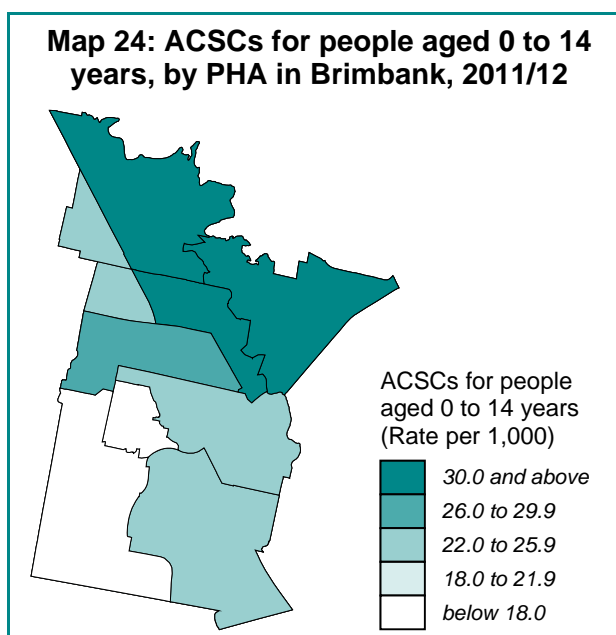 Map 24: ACSCs for people aged 0 to 14
years, by PHA in Brimbank, 2011/12
ACSCs for people
aged 0 to 14 years
(Rate per 1,000)
30.0 and above
26.0 to 29.9
22.0 to 25.9
18.0 to 21.9
below 18.0